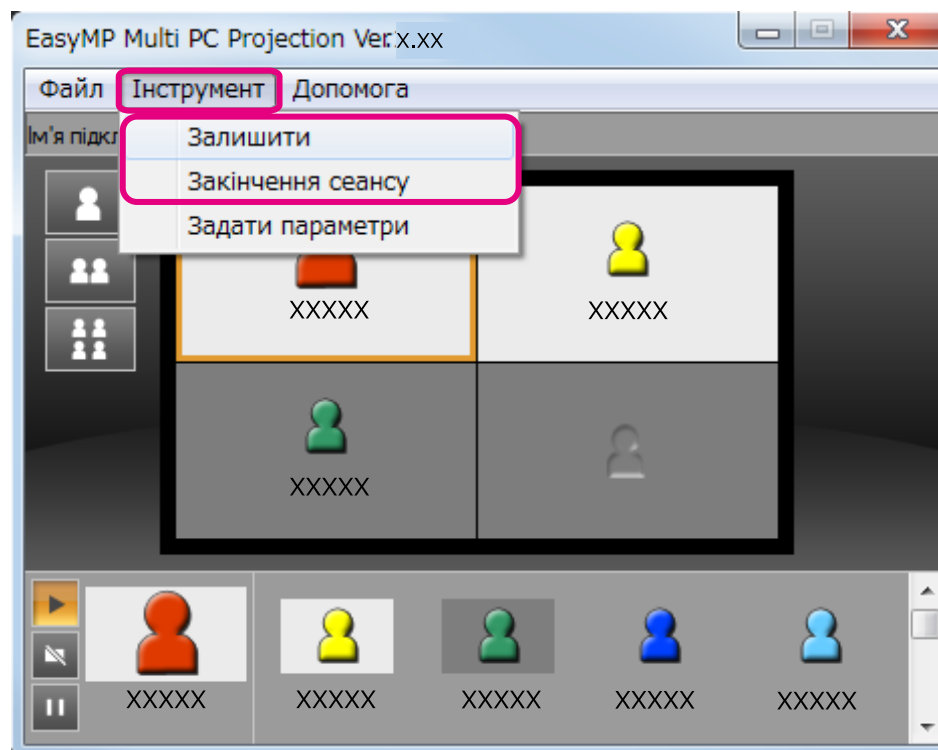 EasyMP Multi PC Projection Ver.x.xx
Файл Інструмент Допомога
Ім'я
Залишити
Закінчення сеансу
Задати параметри
XXXXX XXXXX
XXXXX
XXXXX XXXXX XXXXX XXXXX XXXXX